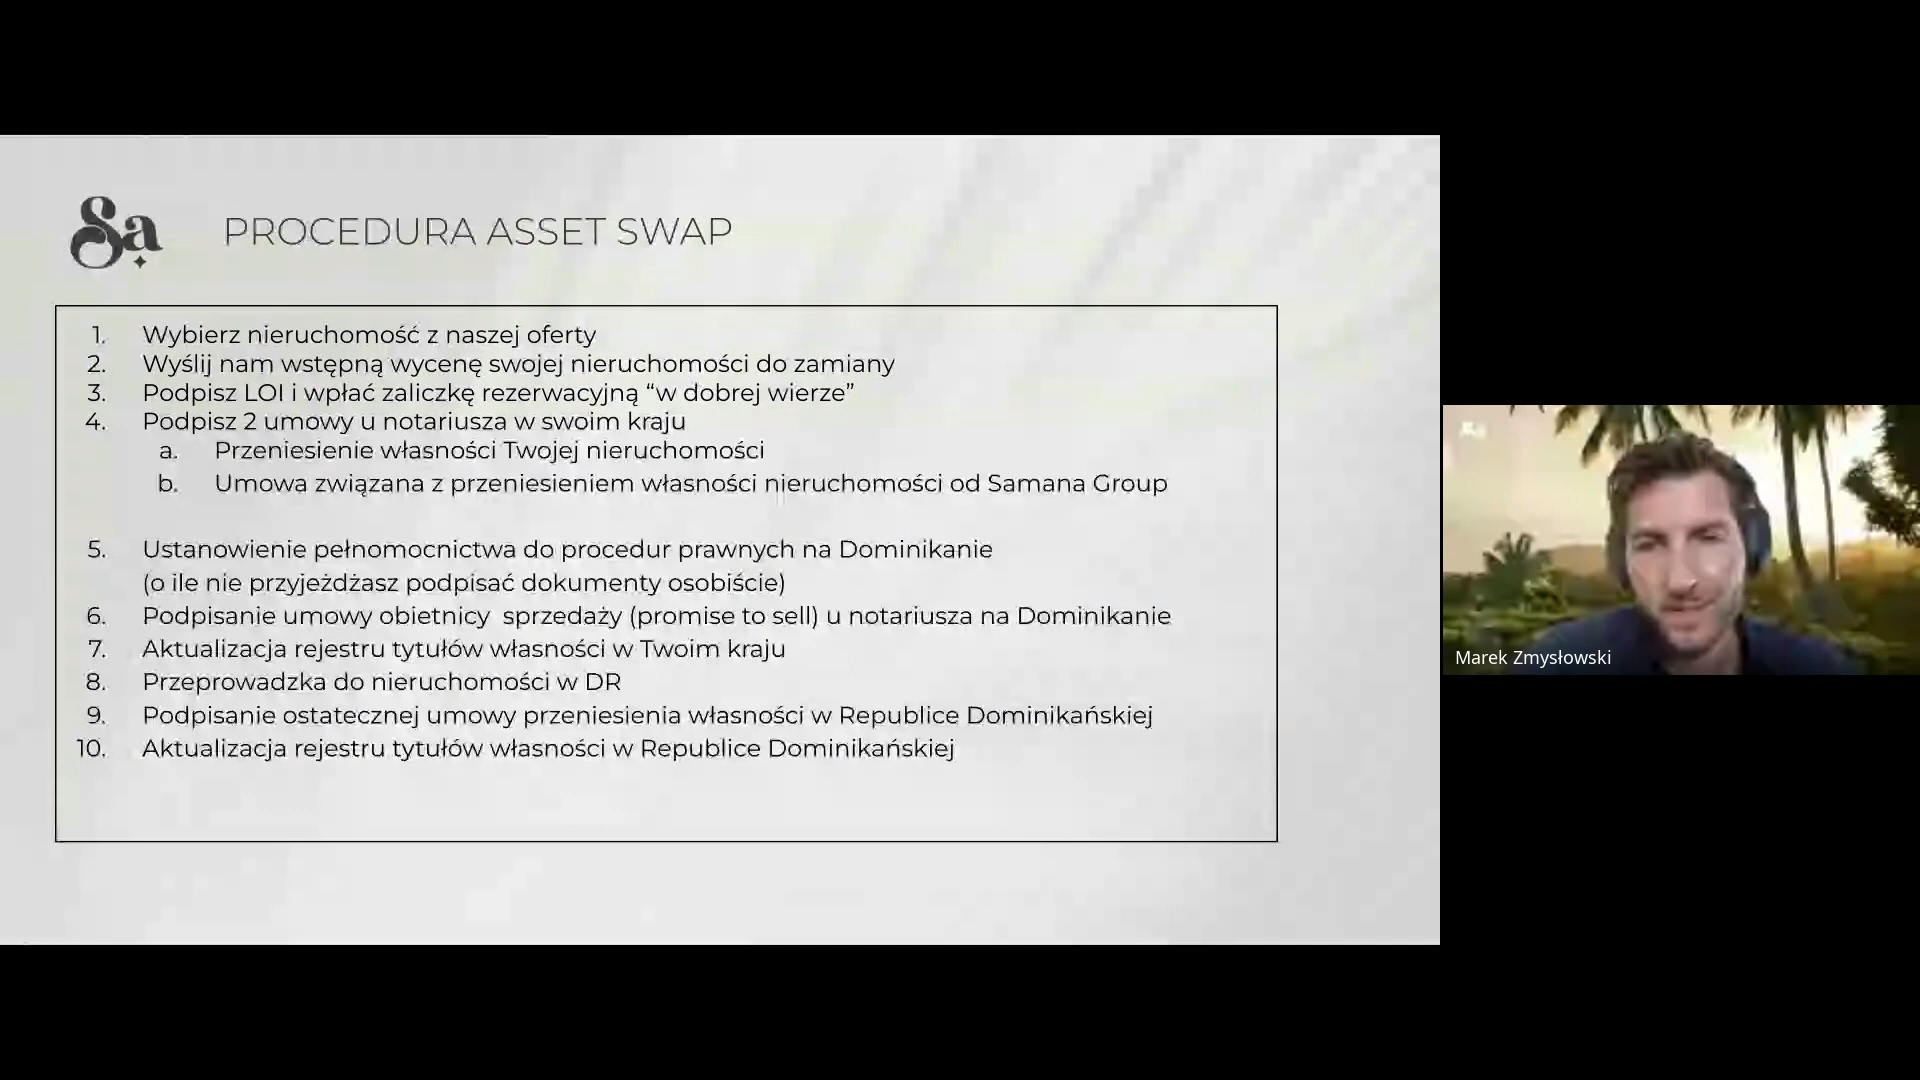 Sa
PROCEDURA ASSET SWAP
1. Wybierz nieruchomość z naszej oferty
2. Wyślij nam wstępną wycenę swojej nieruchomości do zamiany
3. Podpisz LOI i wpłać zaliczkę rezerwacyjną “w dobrej wierze”
4. Podpisz 2 umowy u notariusza w swoim kraju
a. Przeniesienie własności Twojej nieruchomości
b. Umowa związana z przeniesieniem własności nieruchomości od Samana Group
5. Ustanowienie pełnomocnictwa do procedur prawnych na Dominikanie
(o ile nie przyjeżdżasz podpisać dokumenty osobiście)
6. Podpisanie umowy obietnicy sprzedaży (promise to sell) u notariusza na Dominikanie
7. Aktualizacja rejestru tytułów własności w Twoim kraju
8. Przeprowadzka do nieruchomości w DR
9. Podpisanie ostatecznej umowy przeniesienia własności w Republice Dominikańskiej
10. Aktualizacja rejestru tytułów własności w Republice Dominikańskiej
Marek Zmysłowski